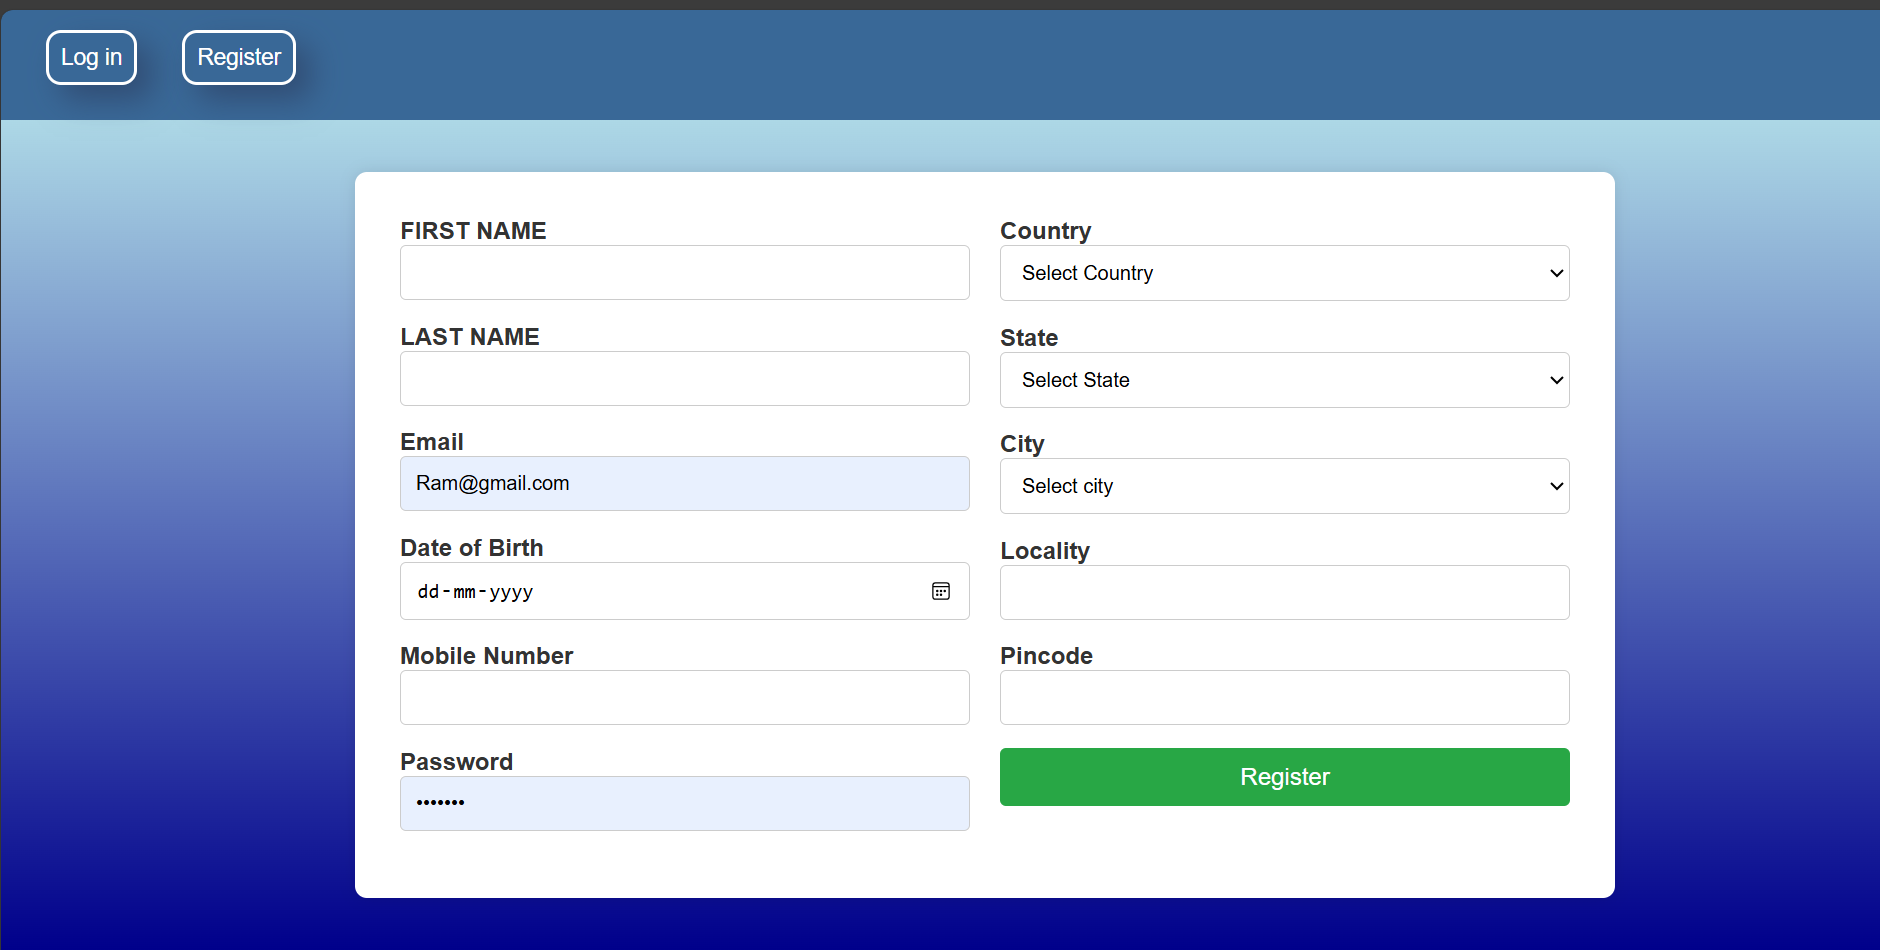 Log in
Register
FIRST NAME
LAST NAME
Email
Ram@gmail.com
Date of Birth
dd-mm-yyyy
Mobile Number
Password
•••••••
Country
Select Country
State
Select State
City
Select city
Locality
Pincode
Register